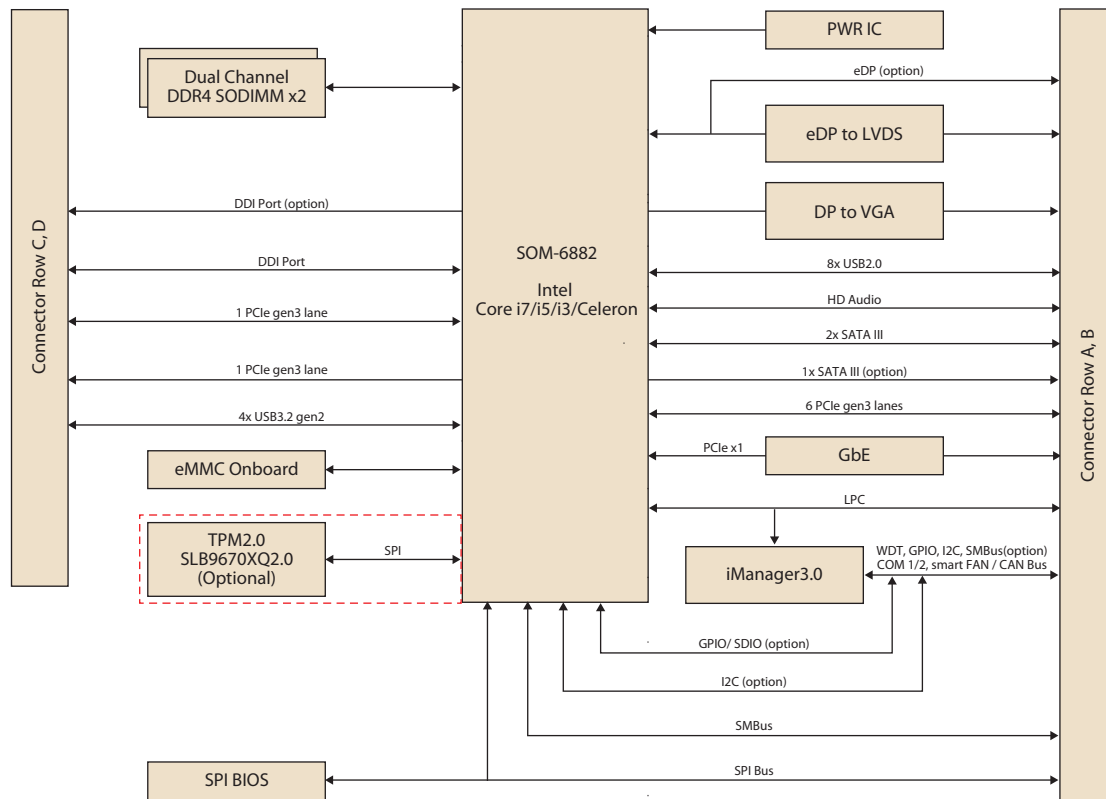 PWR IC
eDP (option)
Dual Channel
DDR4 SODIMM x2
eDP to LVDS
DDI Port (option)
DP to VGA
Connector Row C, D
SOM-6882
Intel
Core i7/i5/i3/Celeron
DDI Port
8x USB2.0
HD Audio
1 PCIe gen3 lane
2x SATA III
1 PCIe gen3 lane
1x SATA III (option)
Connector Row A, B
4x USB3.2 gen2
6 PCIe gen3 lanes
eMMC Onboard
PCIe x1
GbE
LPC
TPM2.0
SLB9670XQ2.0
(Optional)
SPI
iManager3.0
WDT, GPIO, I2C, SMBus(option)
COM 1/2, smart FAN / CAN Bus
GPIO/ SDIO (option)
I2C (option)
SMBus
SPI BIOS
SPI Bus